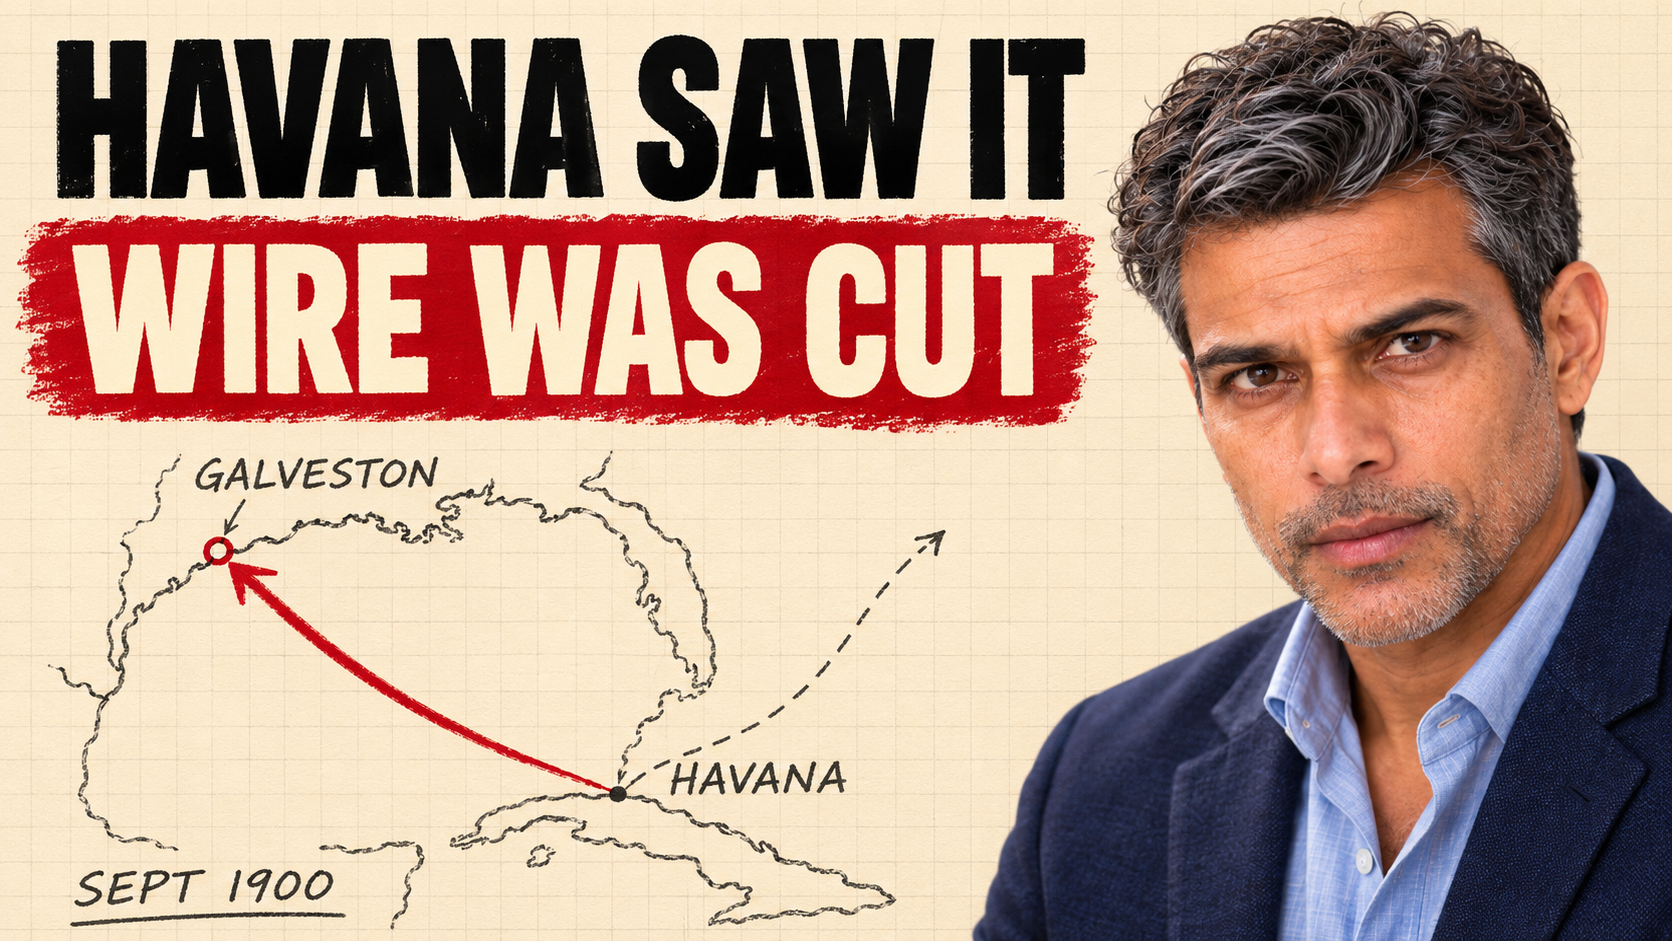 HAVANA SAW IT
WIRE WAS CUT
GALVESTON
HAVANA
SEPT 1900